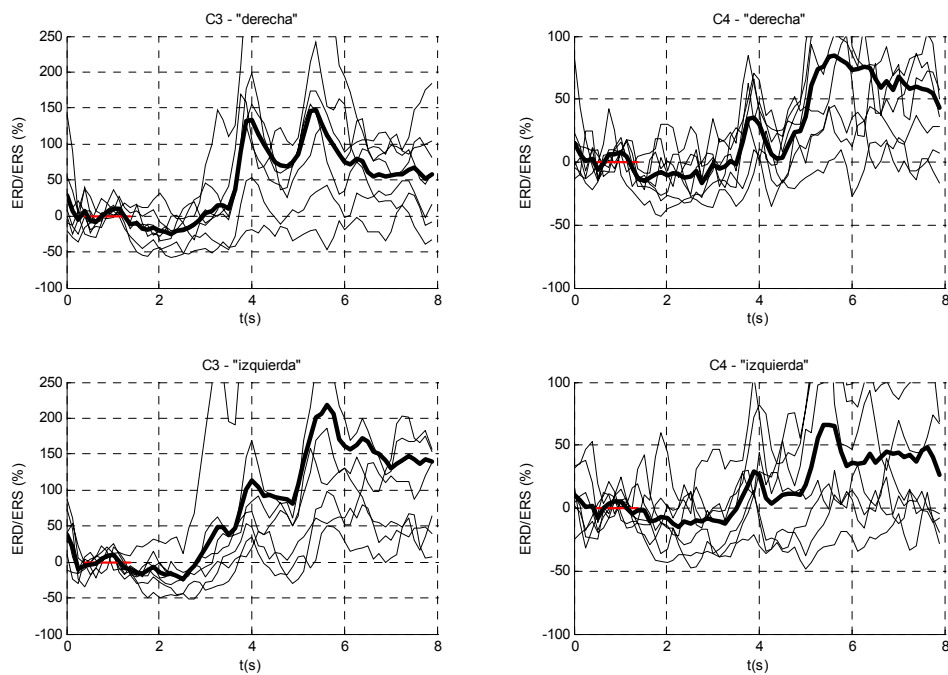 C3 - "derecha"
250
200
150
100
50
0
-50
-100
ERD/ERS (%)
0 2 4 6 8
t(s)
C4 - "derecha"
100
50
0
-50
-100
ERD/ERS (%)
0 2 4 6 8
t(s)
C3 - "izquierda"
250
200
150
100
50
0
-50
-100
ERD/ERS (%)
0 2 4 6 8
t(s)
C4 - "izquierda"
100
50
0
-50
-100
ERD/ERS (%)
0 2 4 6 8
t(s)